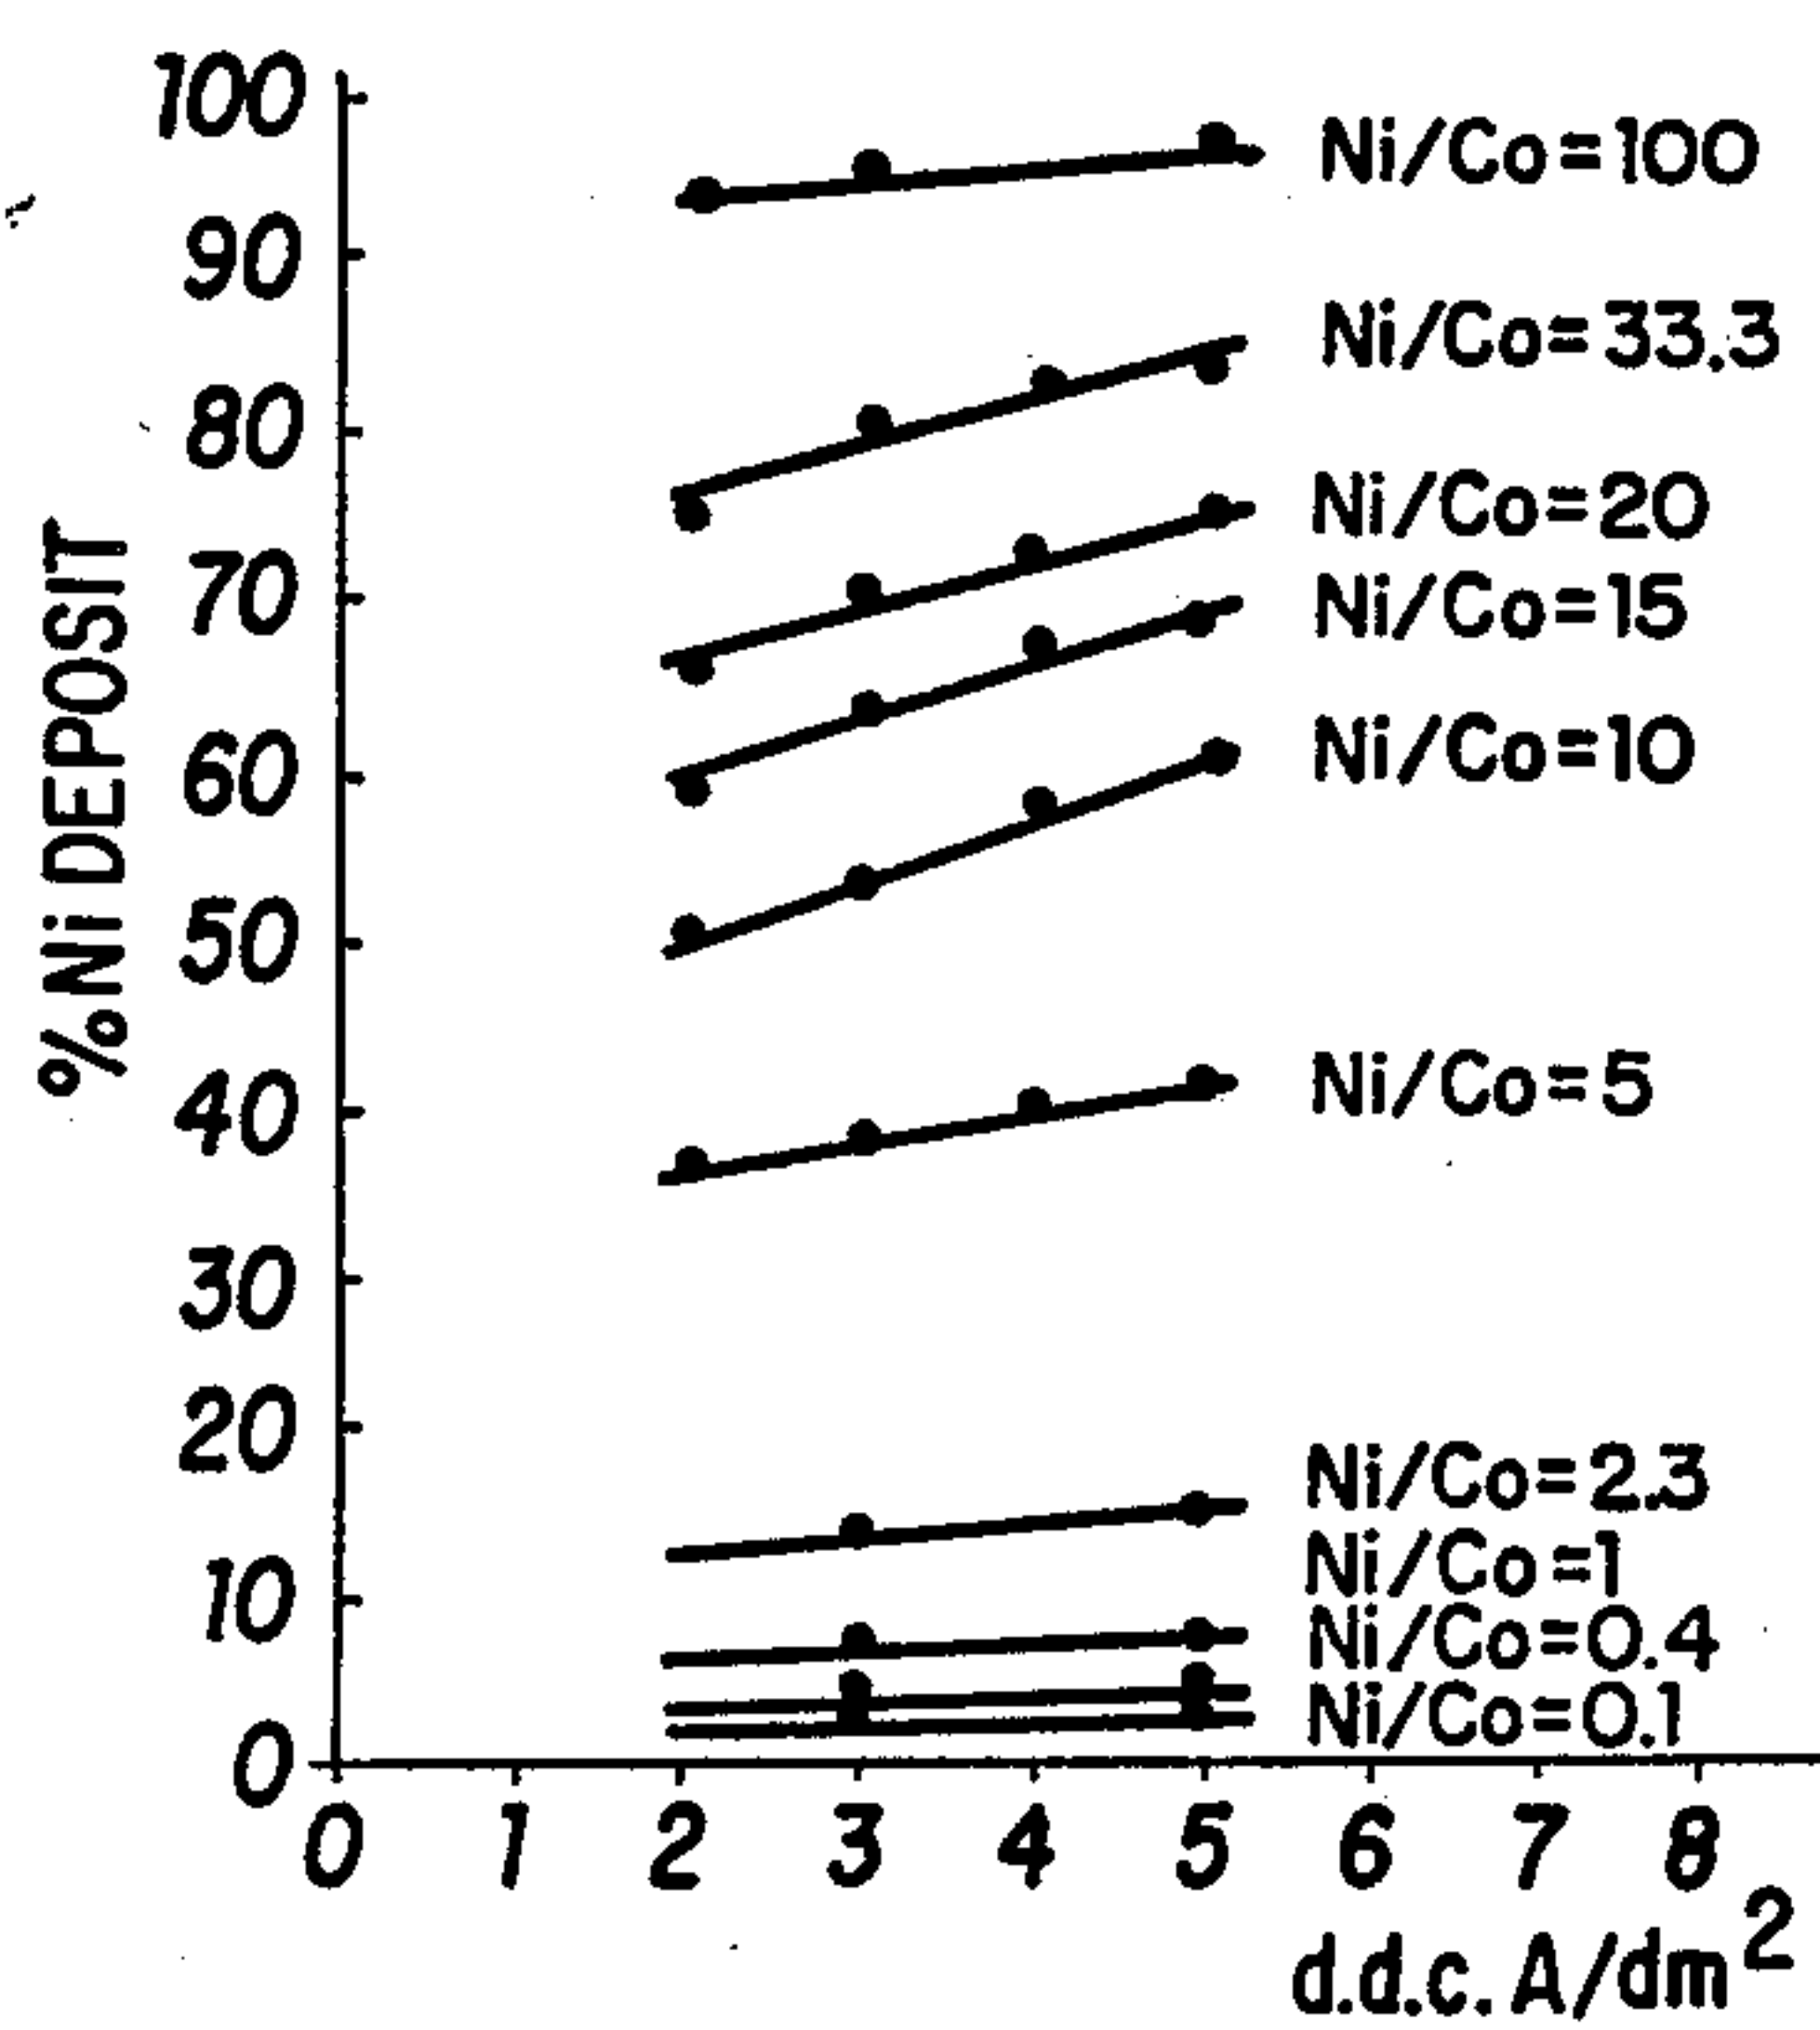 100
Ni/Co=100
90
Ni/Co=33.3
80
Ni/Co=20
70
Ni/Co=15
60
Ni/Co=10
50
% Ni DEPOSIT
40
Ni/Co=5
30
20
Ni/Co=2.3
Ni/Co=1
10
Ni/Co=0.4
Ni/Co=0.1
0
0 1 2 3 4 5 6 7 8
d.d.c. A/dm²